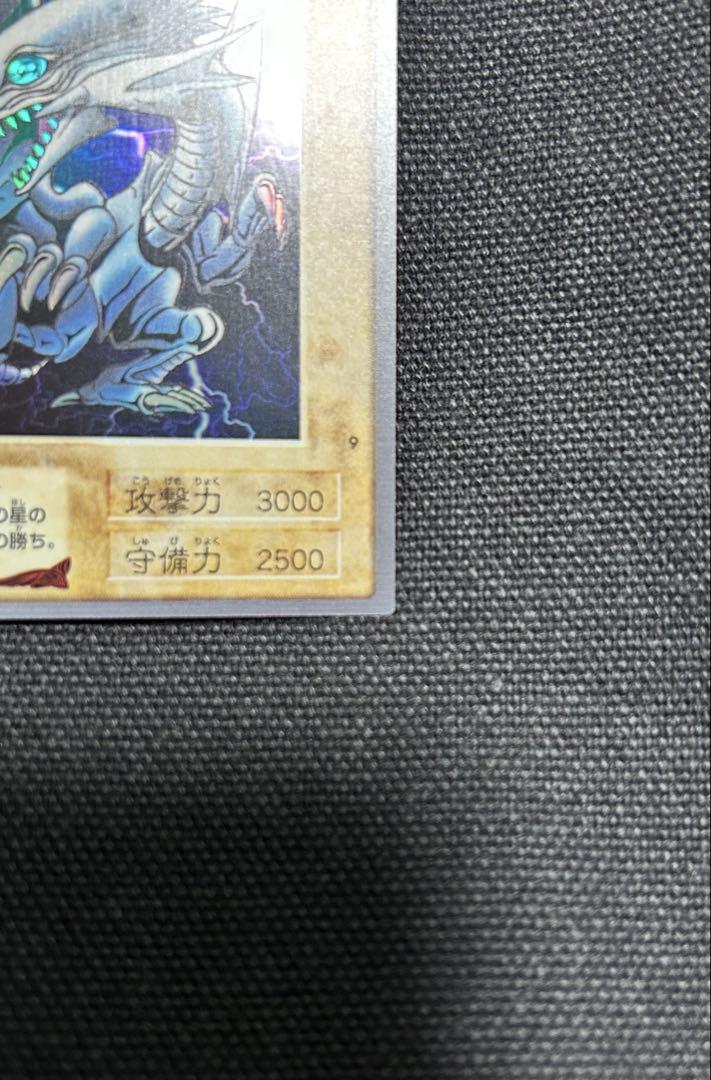 9
の星の
の勝ち。
こう げき りょく
攻撃力 3000
しゅ び りょく
守備力 2500